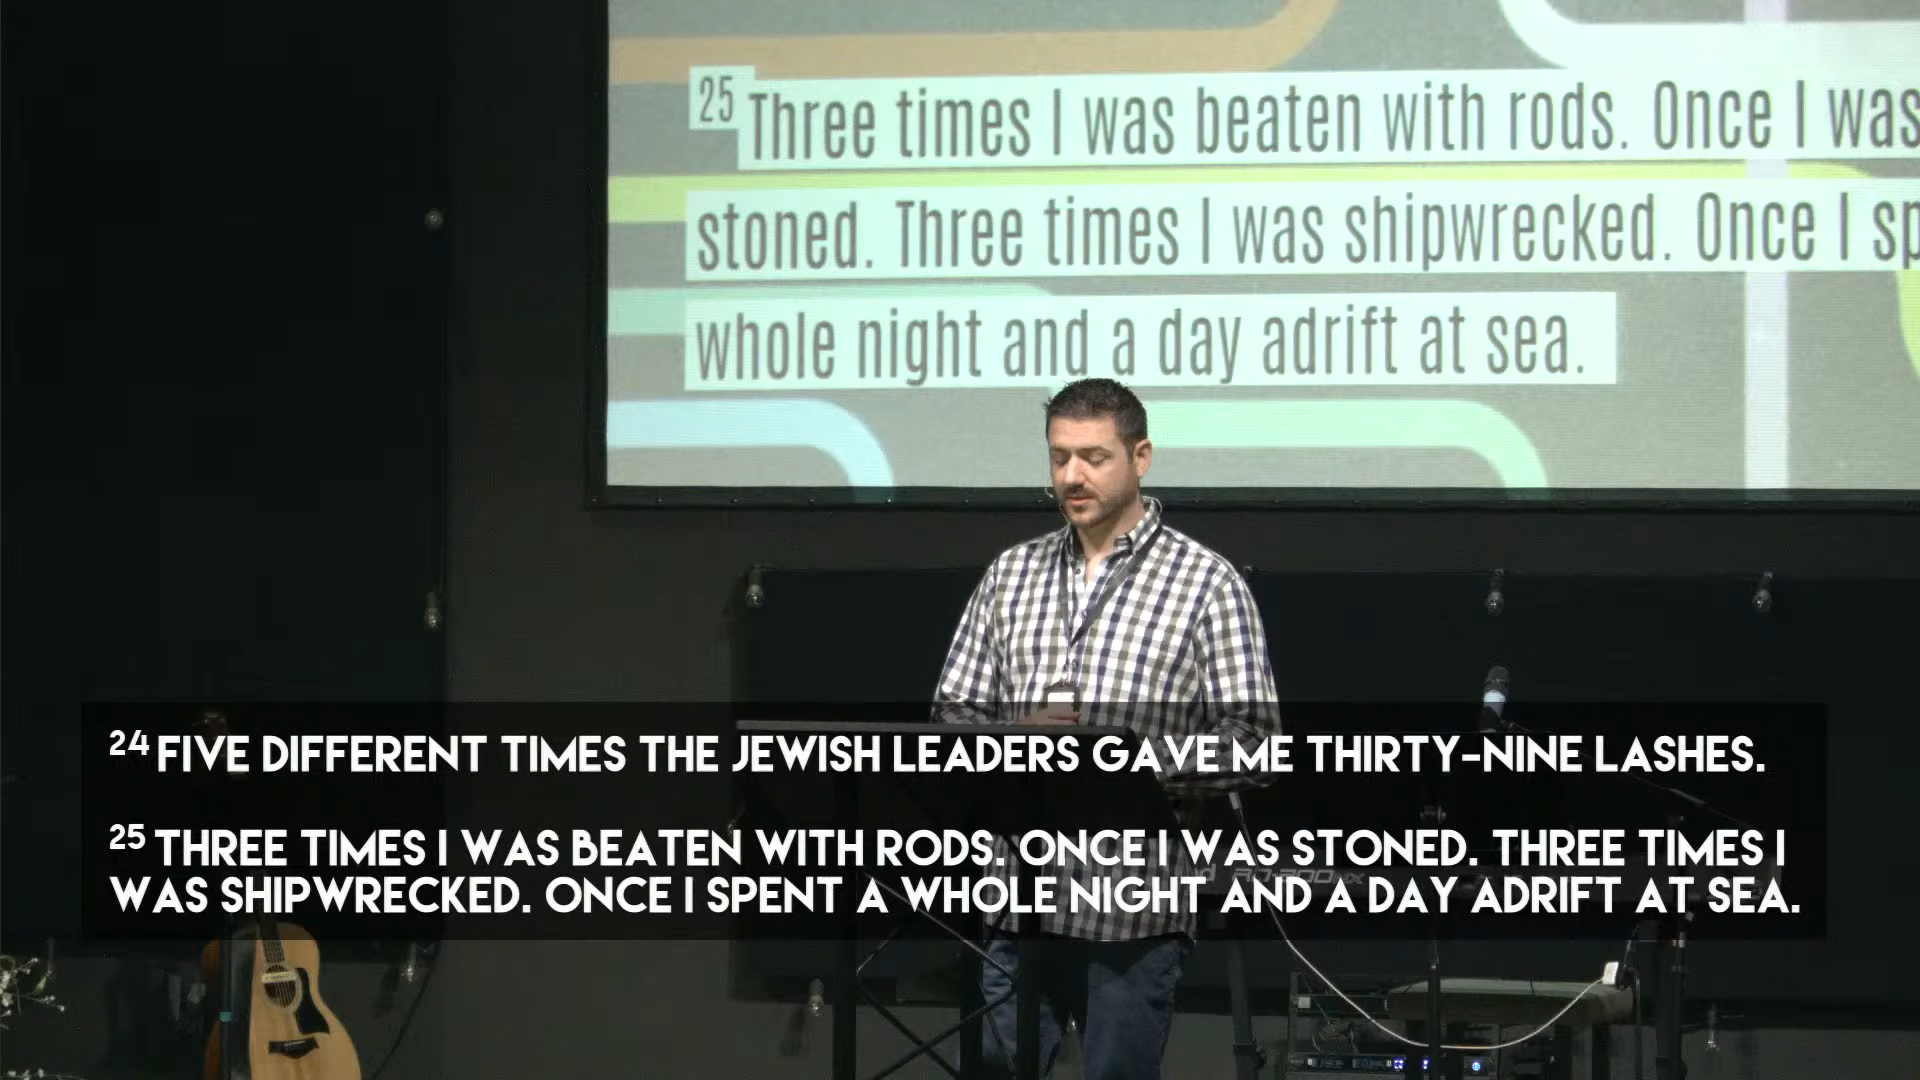 25 Three times I was beaten with rods. Once I was
stoned. Three times I was shipwrecked. Once I sp
whole night and a day adrift at sea.
24 FIVE DIFFERENT TIMES THE JEWISH LEADERS GAVE ME THIRTY-NINE LASHES.
25 THREE TIMES I WAS BEATEN WITH RODS. ONCE I WAS STONED. THREE TIMES I
WAS SHIPWRECKED. ONCE I SPENT A WHOLE NIGHT AND A DAY ADRIFT AT SEA.